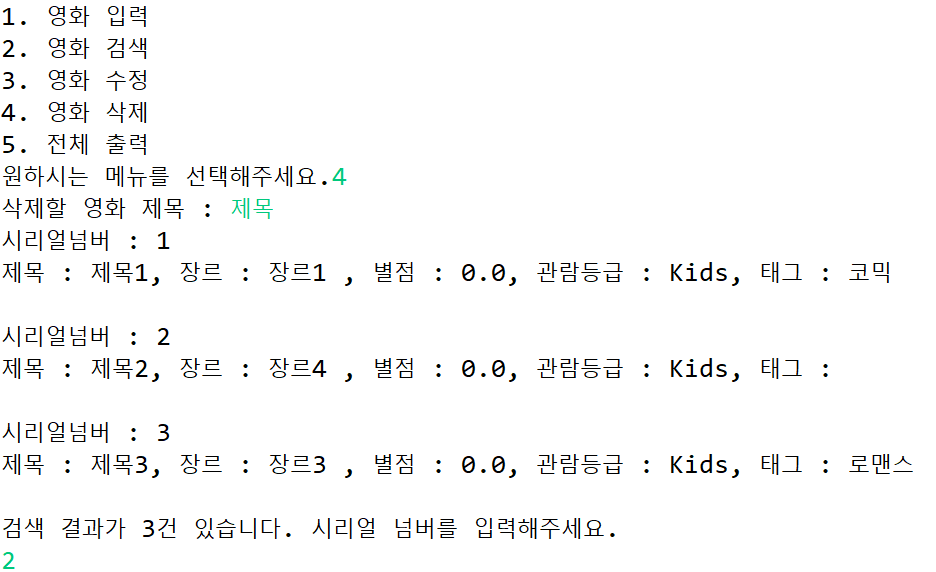 1. 영화 입력
2. 영화 검색
3. 영화 수정
4. 영화 삭제
5. 전체 출력
원하시는 메뉴를 선택해주세요.4
삭제할 영화 제목 : 제목
시리얼넘버 : 1
제목 : 제목1, 장르 : 장르1 , 별점 : 0.0, 관람등급 : Kids, 태그 : 코믹
시리얼넘버 : 2
제목 : 제목2, 장르 : 장르4 , 별점 : 0.0, 관람등급 : Kids, 태그 :
시리얼넘버 : 3
제목 : 제목3, 장르 : 장르3 , 별점 : 0.0, 관람등급 : Kids, 태그 : 로맨스
검색 결과가 3건 있습니다. 시리얼 넘버를 입력해주세요.
2